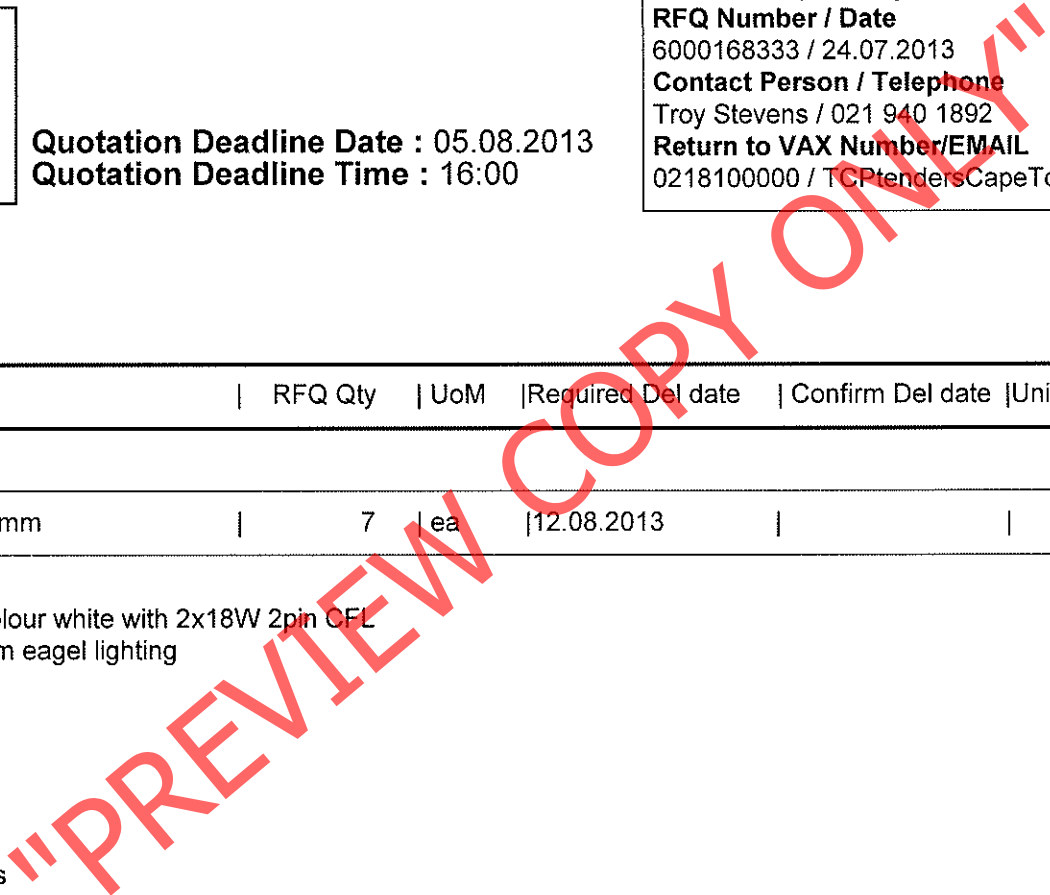 RFQ Number / Date
6000168333 / 24.07.2013
Contact Person / Telephone
Troy Stevens / 021 940 1892
Return to VAX Number/EMAIL
0218100000 / TCPtendersCapeTo
Quotation Deadline Date : 05.08.2013
Quotation Deadline Time : 16:00
| RFQ Qty | UoM |Required Del date | Confirm Del date |Uni
mm | 7 | ea |12.08.2013 | |
lour white with 2x18W 2pin CFL
m eagel lighting
s
"PREVIEW COPY ONLY"